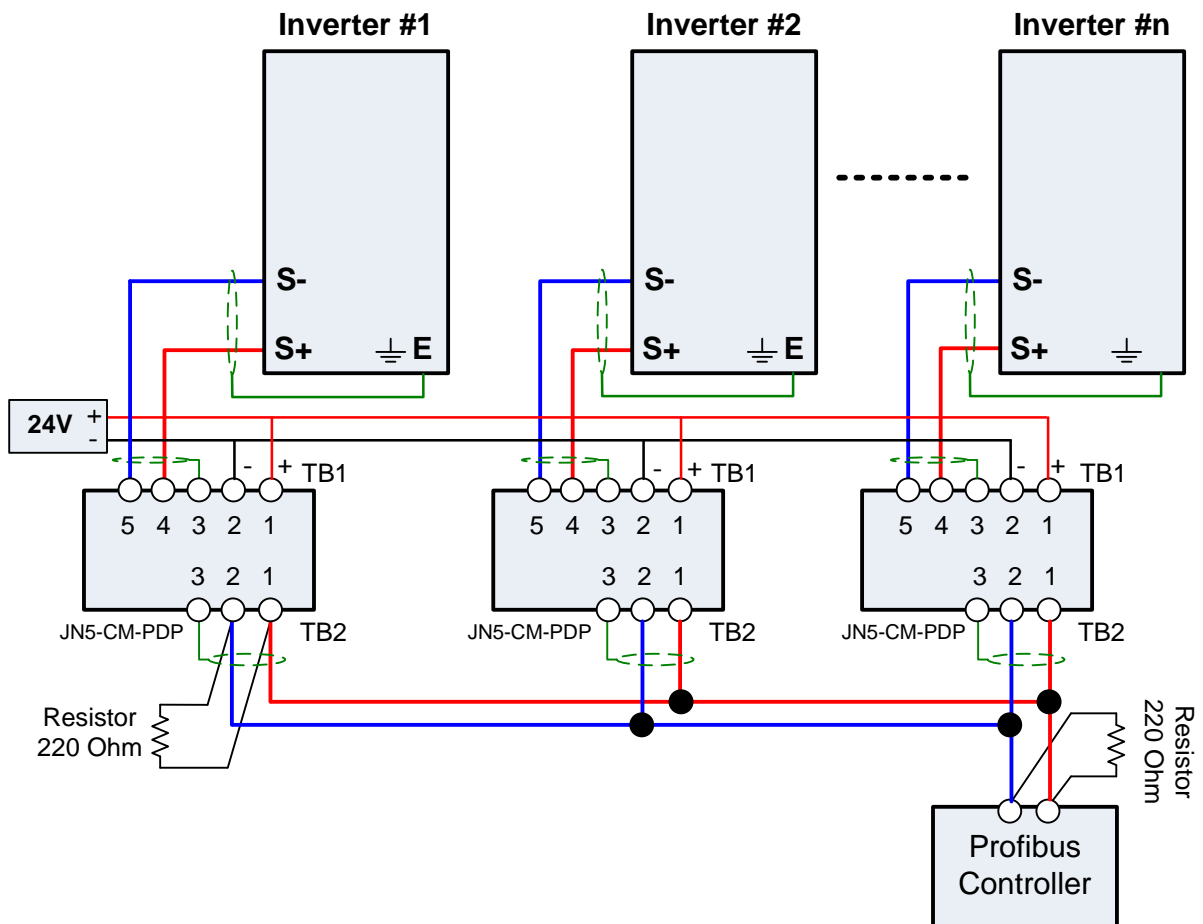 Inverter #1
Inverter #2
Inverter #n
S-
S-
S-
S+
E
S+
E
S+
24V
+
-
- + TB1
- + TB1
- + TB1
5 4 3 2 1
5 4 3 2 1
5 4 3 2 1
3 2 1
3 2 1
3 2 1
JN5-CM-PDP
TB2
JN5-CM-PDP
TB2
JN5-CM-PDP
TB2
Resistor
220 Ohm
Resistor
220 Ohm
Profibus
Controller